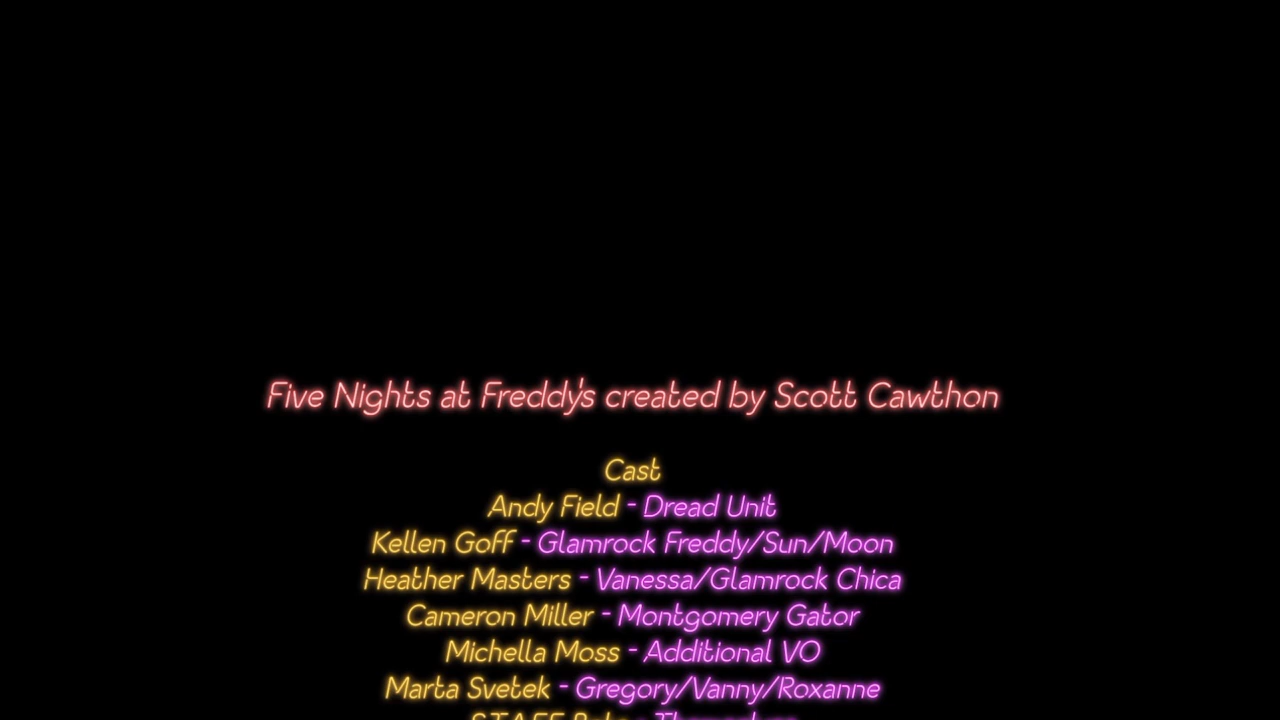 Five Nights at Freddy's created by Scott Cawthon
Cast
Andy Field - Dread Unit
Kellen Goff - Glamrock Freddy/Sun/Moon
Heather Masters - Vanessa/Glamrock Chica
Cameron Miller - Montgomery Gator
Michella Moss - Additional VO
Marta Svetek - Gregory/Vanny/Roxanne